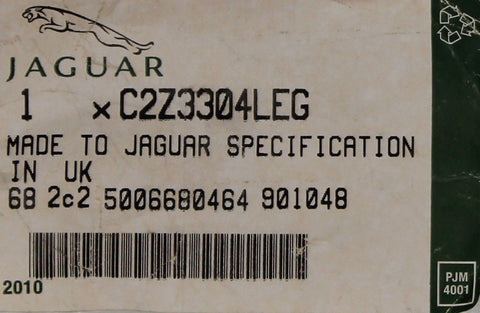 JAGUAR
1 x C2Z3304LEG
MADE TO JAGUAR SPECIFICATION
IN UK
68 2c2 5006680464 901048
2010
PJM
4001